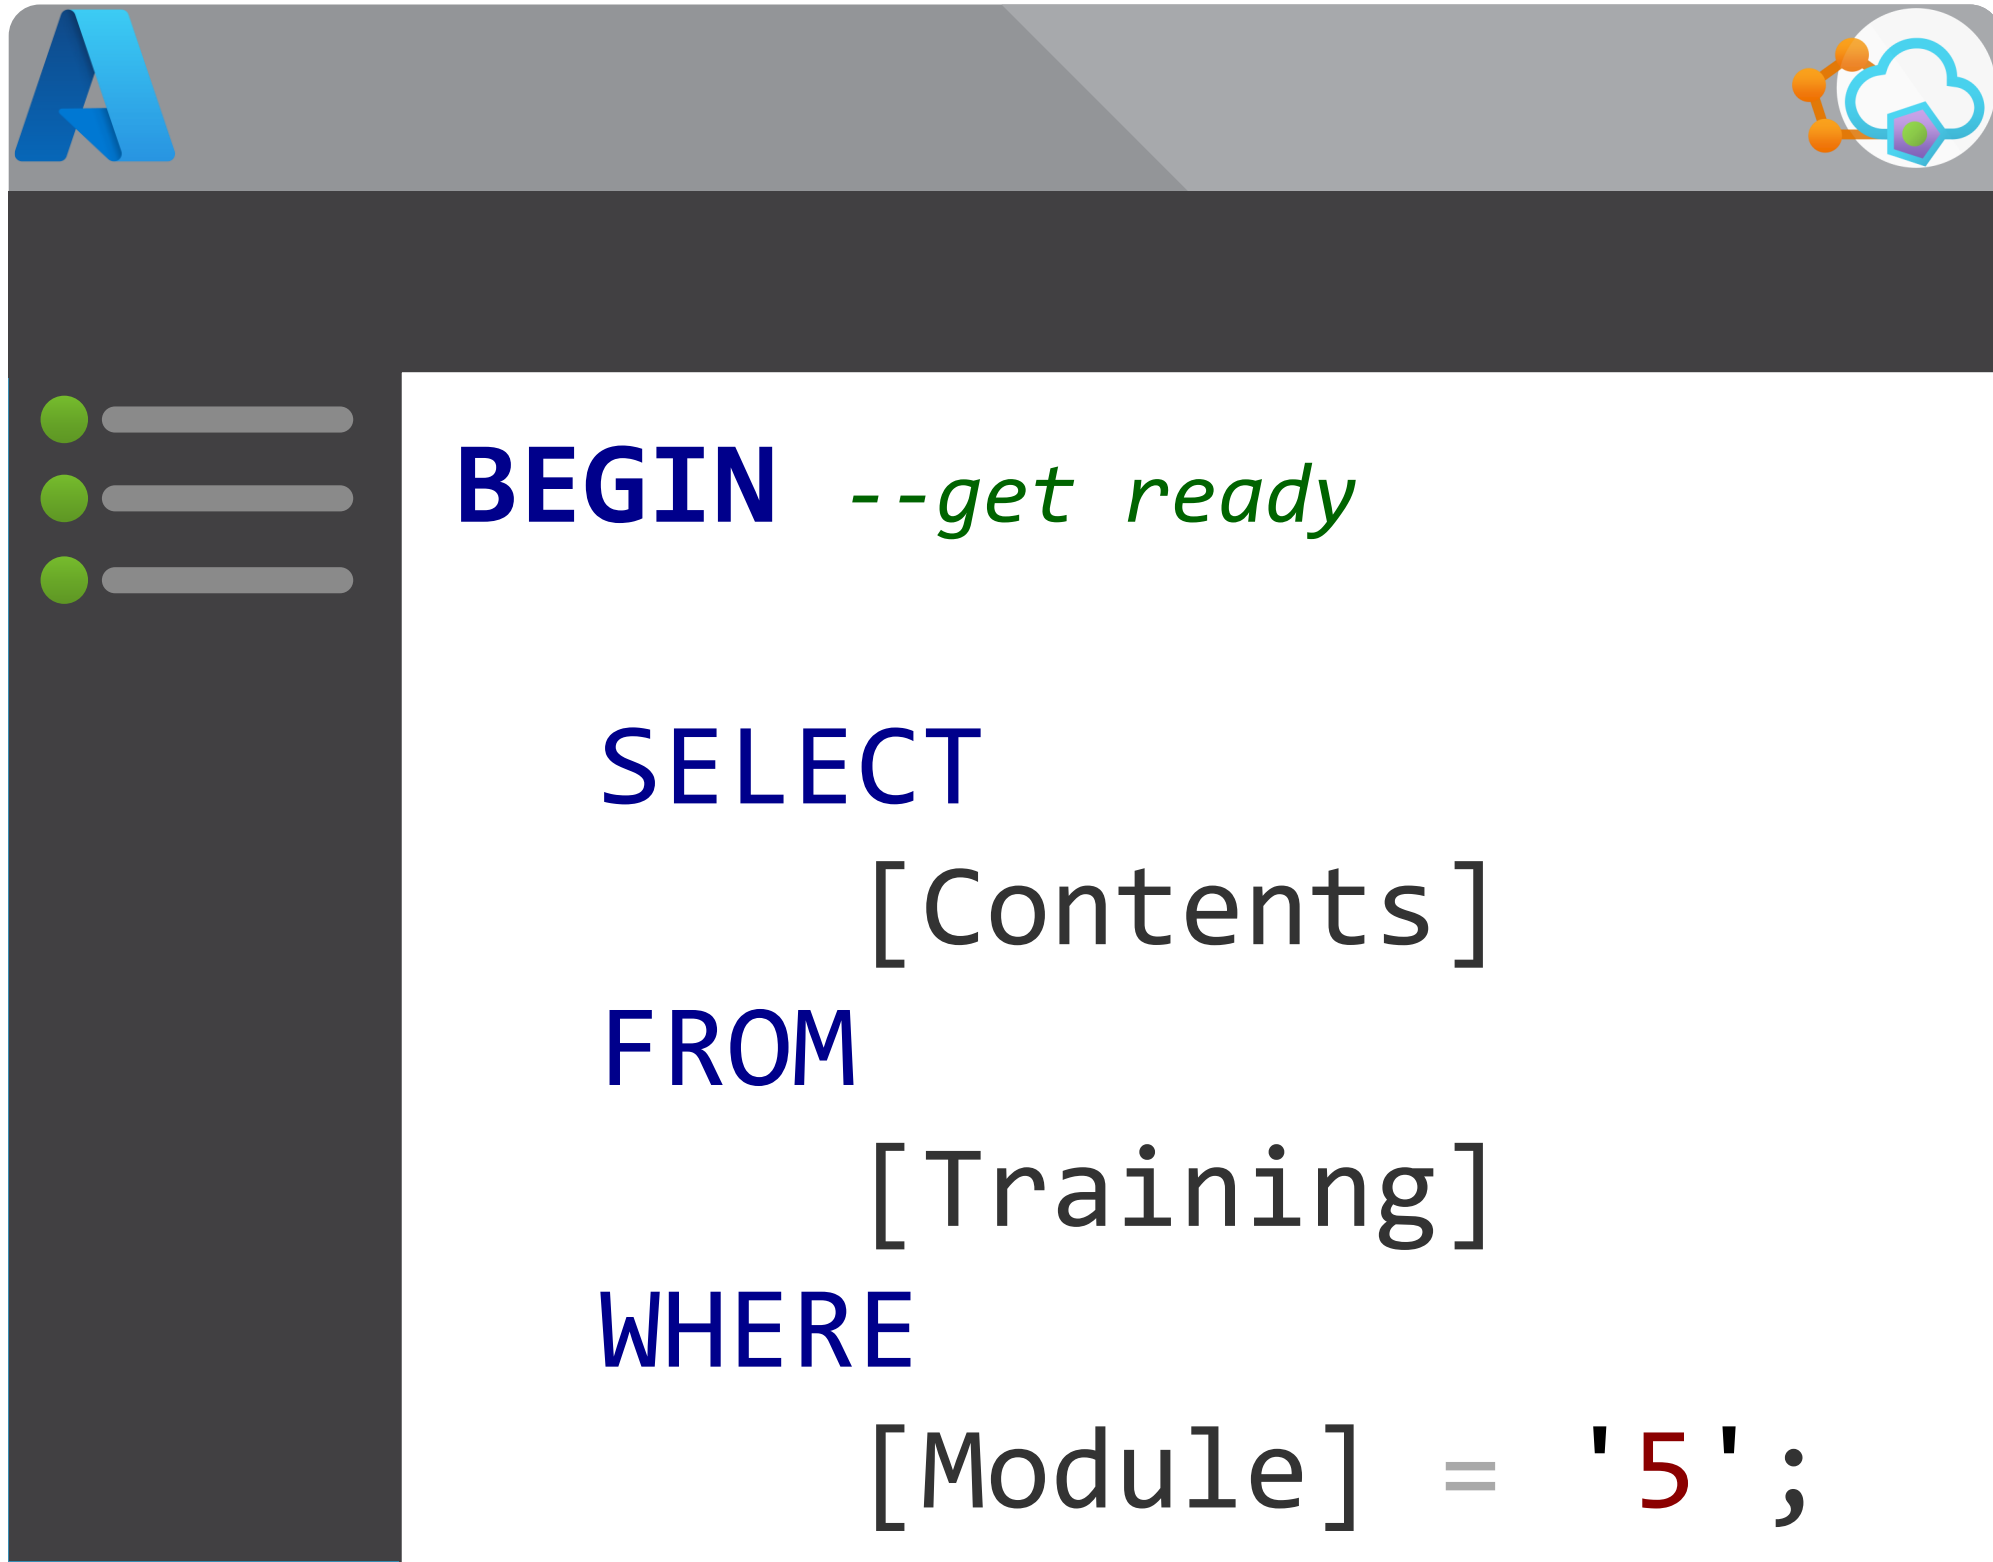 BEGIN --get ready
SELECT
[Contents]
FROM
[Training]
WHERE
[Module] = '5';